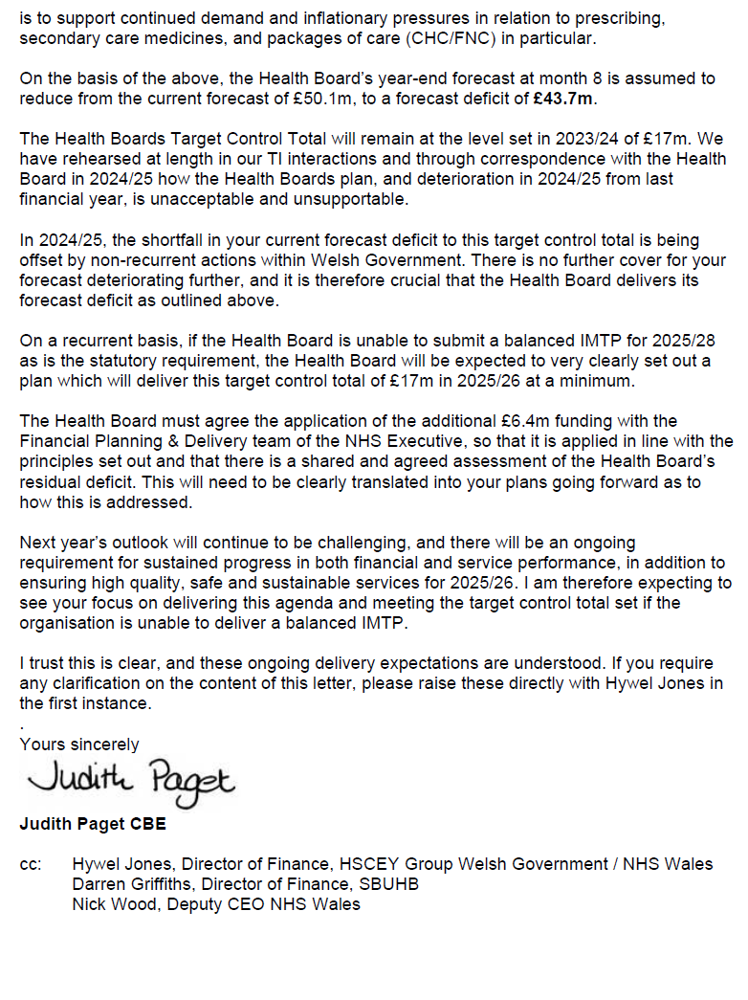 is to support continued demand and inflationary pressures in relation to prescribing,
secondary care medicines, and packages of care (CHC/FNC) in particular.
On the basis of the above, the Health Board's year-end forecast at month 8 is assumed to
reduce from the current forecast of £50.1m, to a forecast deficit of £43.7m.
The Health Boards Target Control Total will remain at the level set in 2023/24 of £17m. We
have rehearsed at length in our TI interactions and through correspondence with the Health
Board in 2024/25 how the Health Boards plan, and deterioration in 2024/25 from last
financial year, is unacceptable and unsupportable.
In 2024/25, the shortfall in your current forecast deficit to this target control total is being
offset by non-recurrent actions within Welsh Government. There is no further cover for your
forecast deteriorating further, and it is therefore crucial that the Health Board delivers its
forecast deficit as outlined above.
On a recurrent basis, if the Health Board is unable to submit a balanced IMTP for 2025/28
as is the statutory requirement, the Health Board will be expected to very clearly set out a
plan which will deliver this target control total of £17m in 2025/26 at a minimum.
The Health Board must agree the application of the additional £6.4m funding with the
Financial Planning & Delivery team of the NHS Executive, so that it is applied in line with the
principles set out and that there is a shared and agreed assessment of the Health Board's
residual deficit. This will need to be clearly translated into your plans going forward as to
how this is addressed.
Next year's outlook will continue to be challenging, and there will be an ongoing
requirement for sustained progress in both financial and service performance, in addition to
ensuring high quality, safe and sustainable services for 2025/26. I am therefore expecting to
see your focus on delivering this agenda and meeting the target control total set if the
organisation is unable to deliver a balanced IMTP.
I trust this is clear, and these ongoing delivery expectations are understood. If you require
any clarification on the content of this letter, please raise these directly with Hywel Jones in
the first instance.
.
Yours sincerely
Judith Paget
Judith Paget CBE
cc: Hywel Jones, Director of Finance, HSCEY Group Welsh Government / NHS Wales
Darren Griffiths, Director of Finance, SBUHB
Nick Wood, Deputy CEO NHS Wales